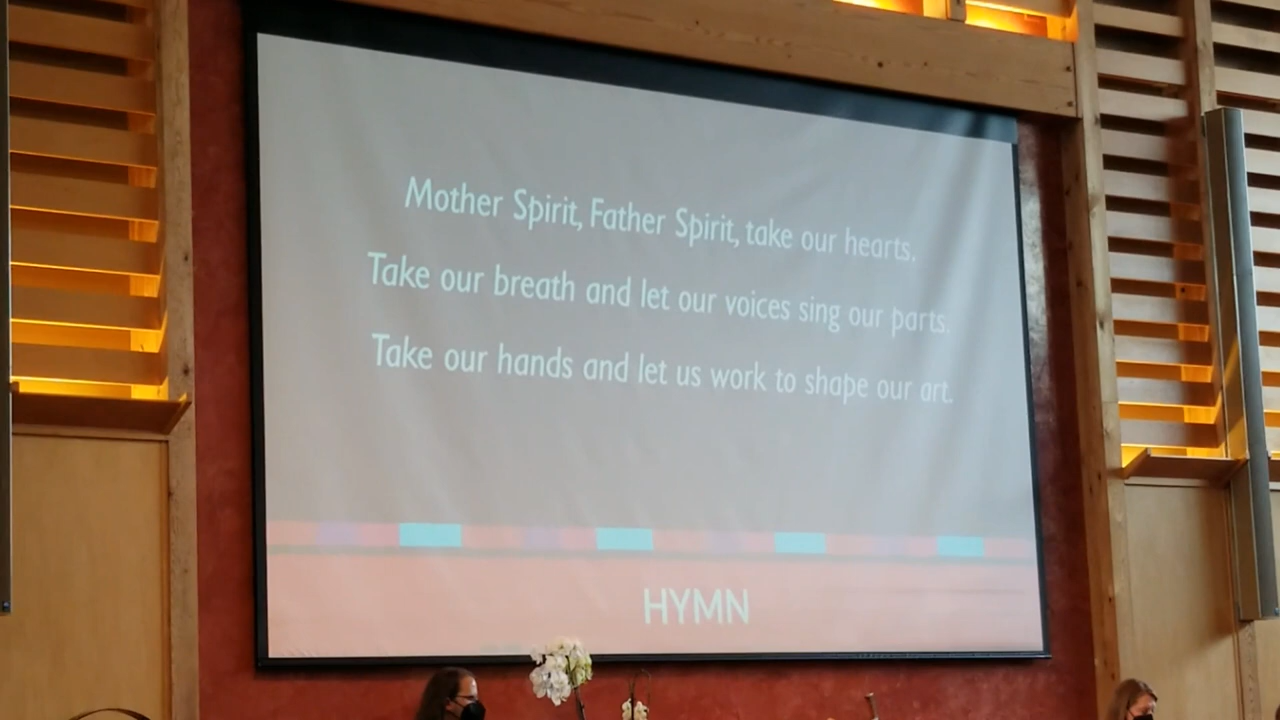 Mother Spirit, Father Spirit, take our hearts.
Take our breath and let our voices sing our parts.
Take our hands and let us work to shape our art.
HYMN